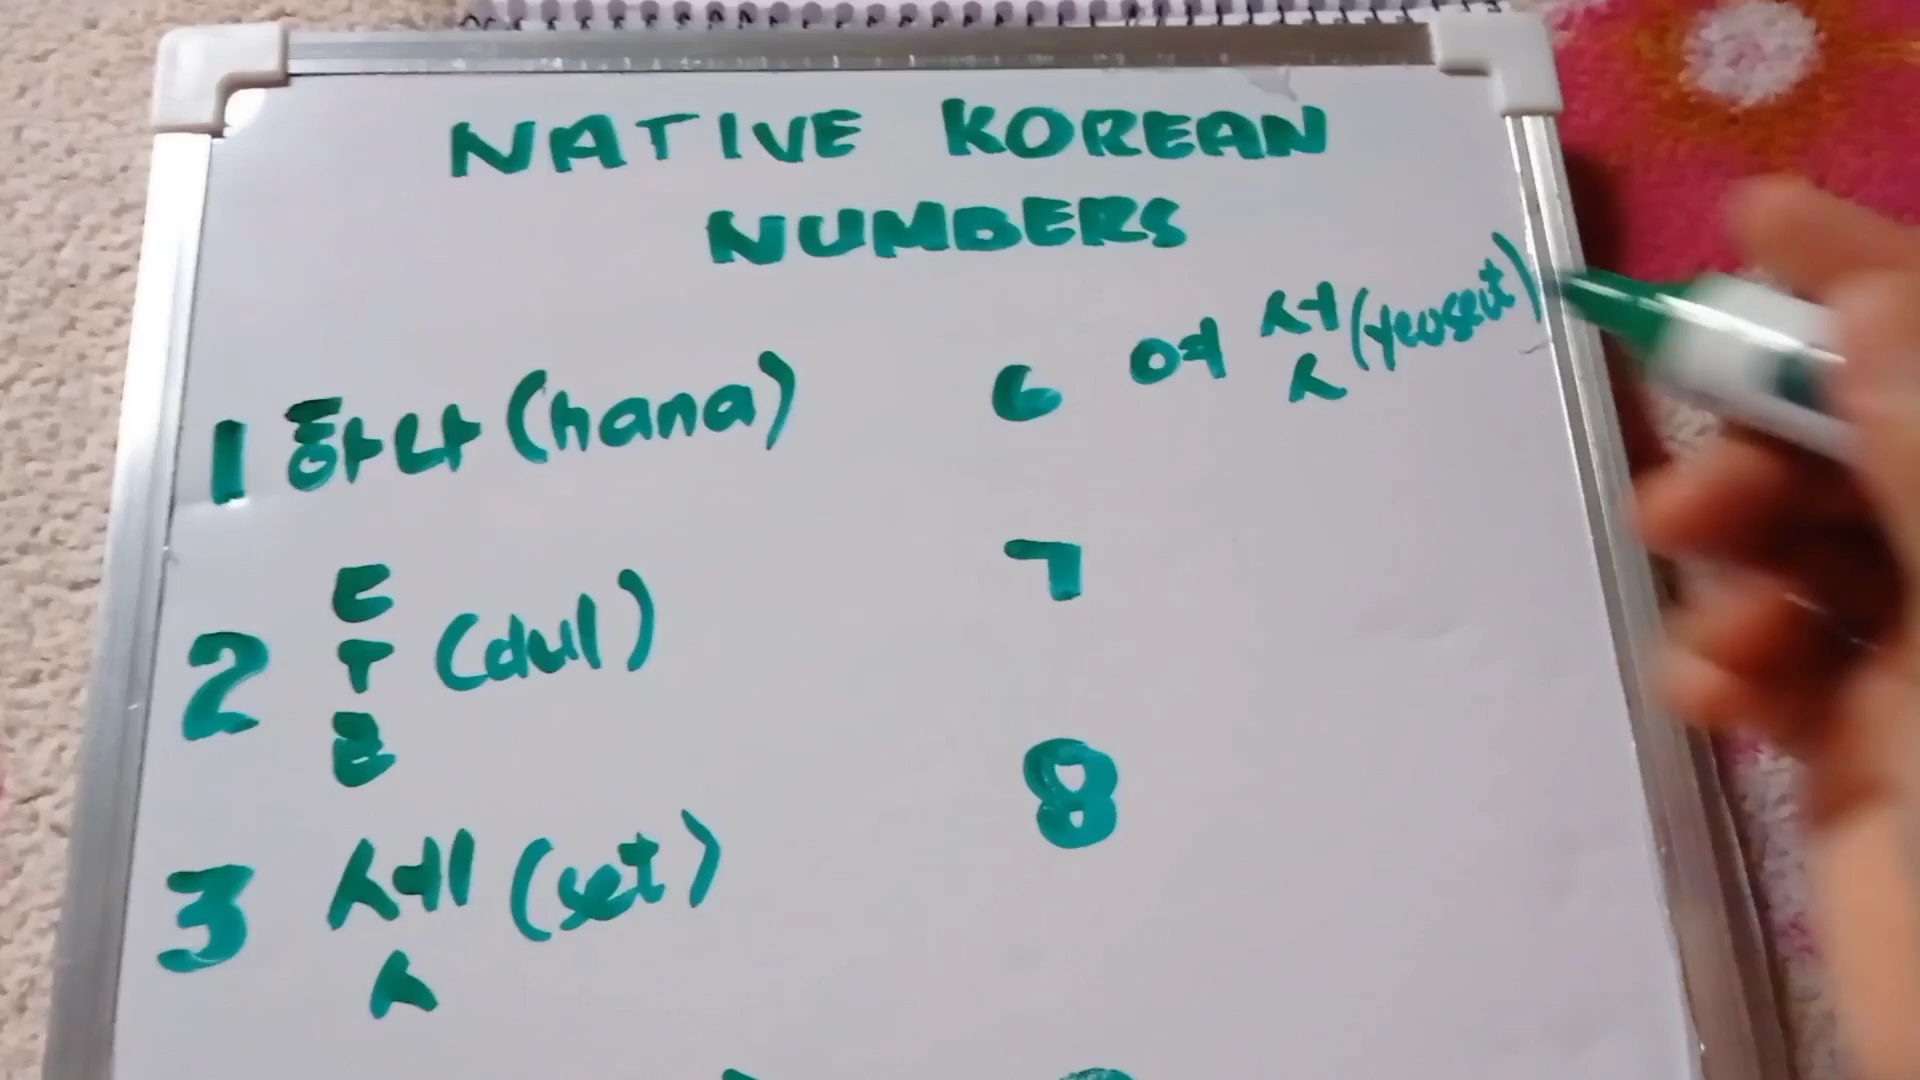 NATIVE KOREAN
NUMBERS
1 하나 (hana)
2 둘 (dul)
3 셋 (set)
6 여섯 (yeoseot)
7
8